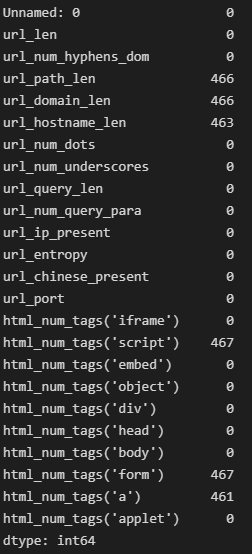 Unnamed: 0 0
url_len 0
url_num_hyphens_dom 0
url_path_len 466
url_domain_len 466
url_hostname_len 463
url_num_dots 0
url_num_underscores 0
url_query_len 0
url_num_query_para 0
url_ip_present 0
url_entropy 0
url_chinese_present 0
url_port 0
html_num_tags('iframe') 0
html_num_tags('script') 467
html_num_tags('embed') 0
html_num_tags('object') 0
html_num_tags('div') 0
html_num_tags('head') 0
html_num_tags('body') 0
html_num_tags('form') 467
html_num_tags('a') 461
html_num_tags('applet') 0
dtype: int64